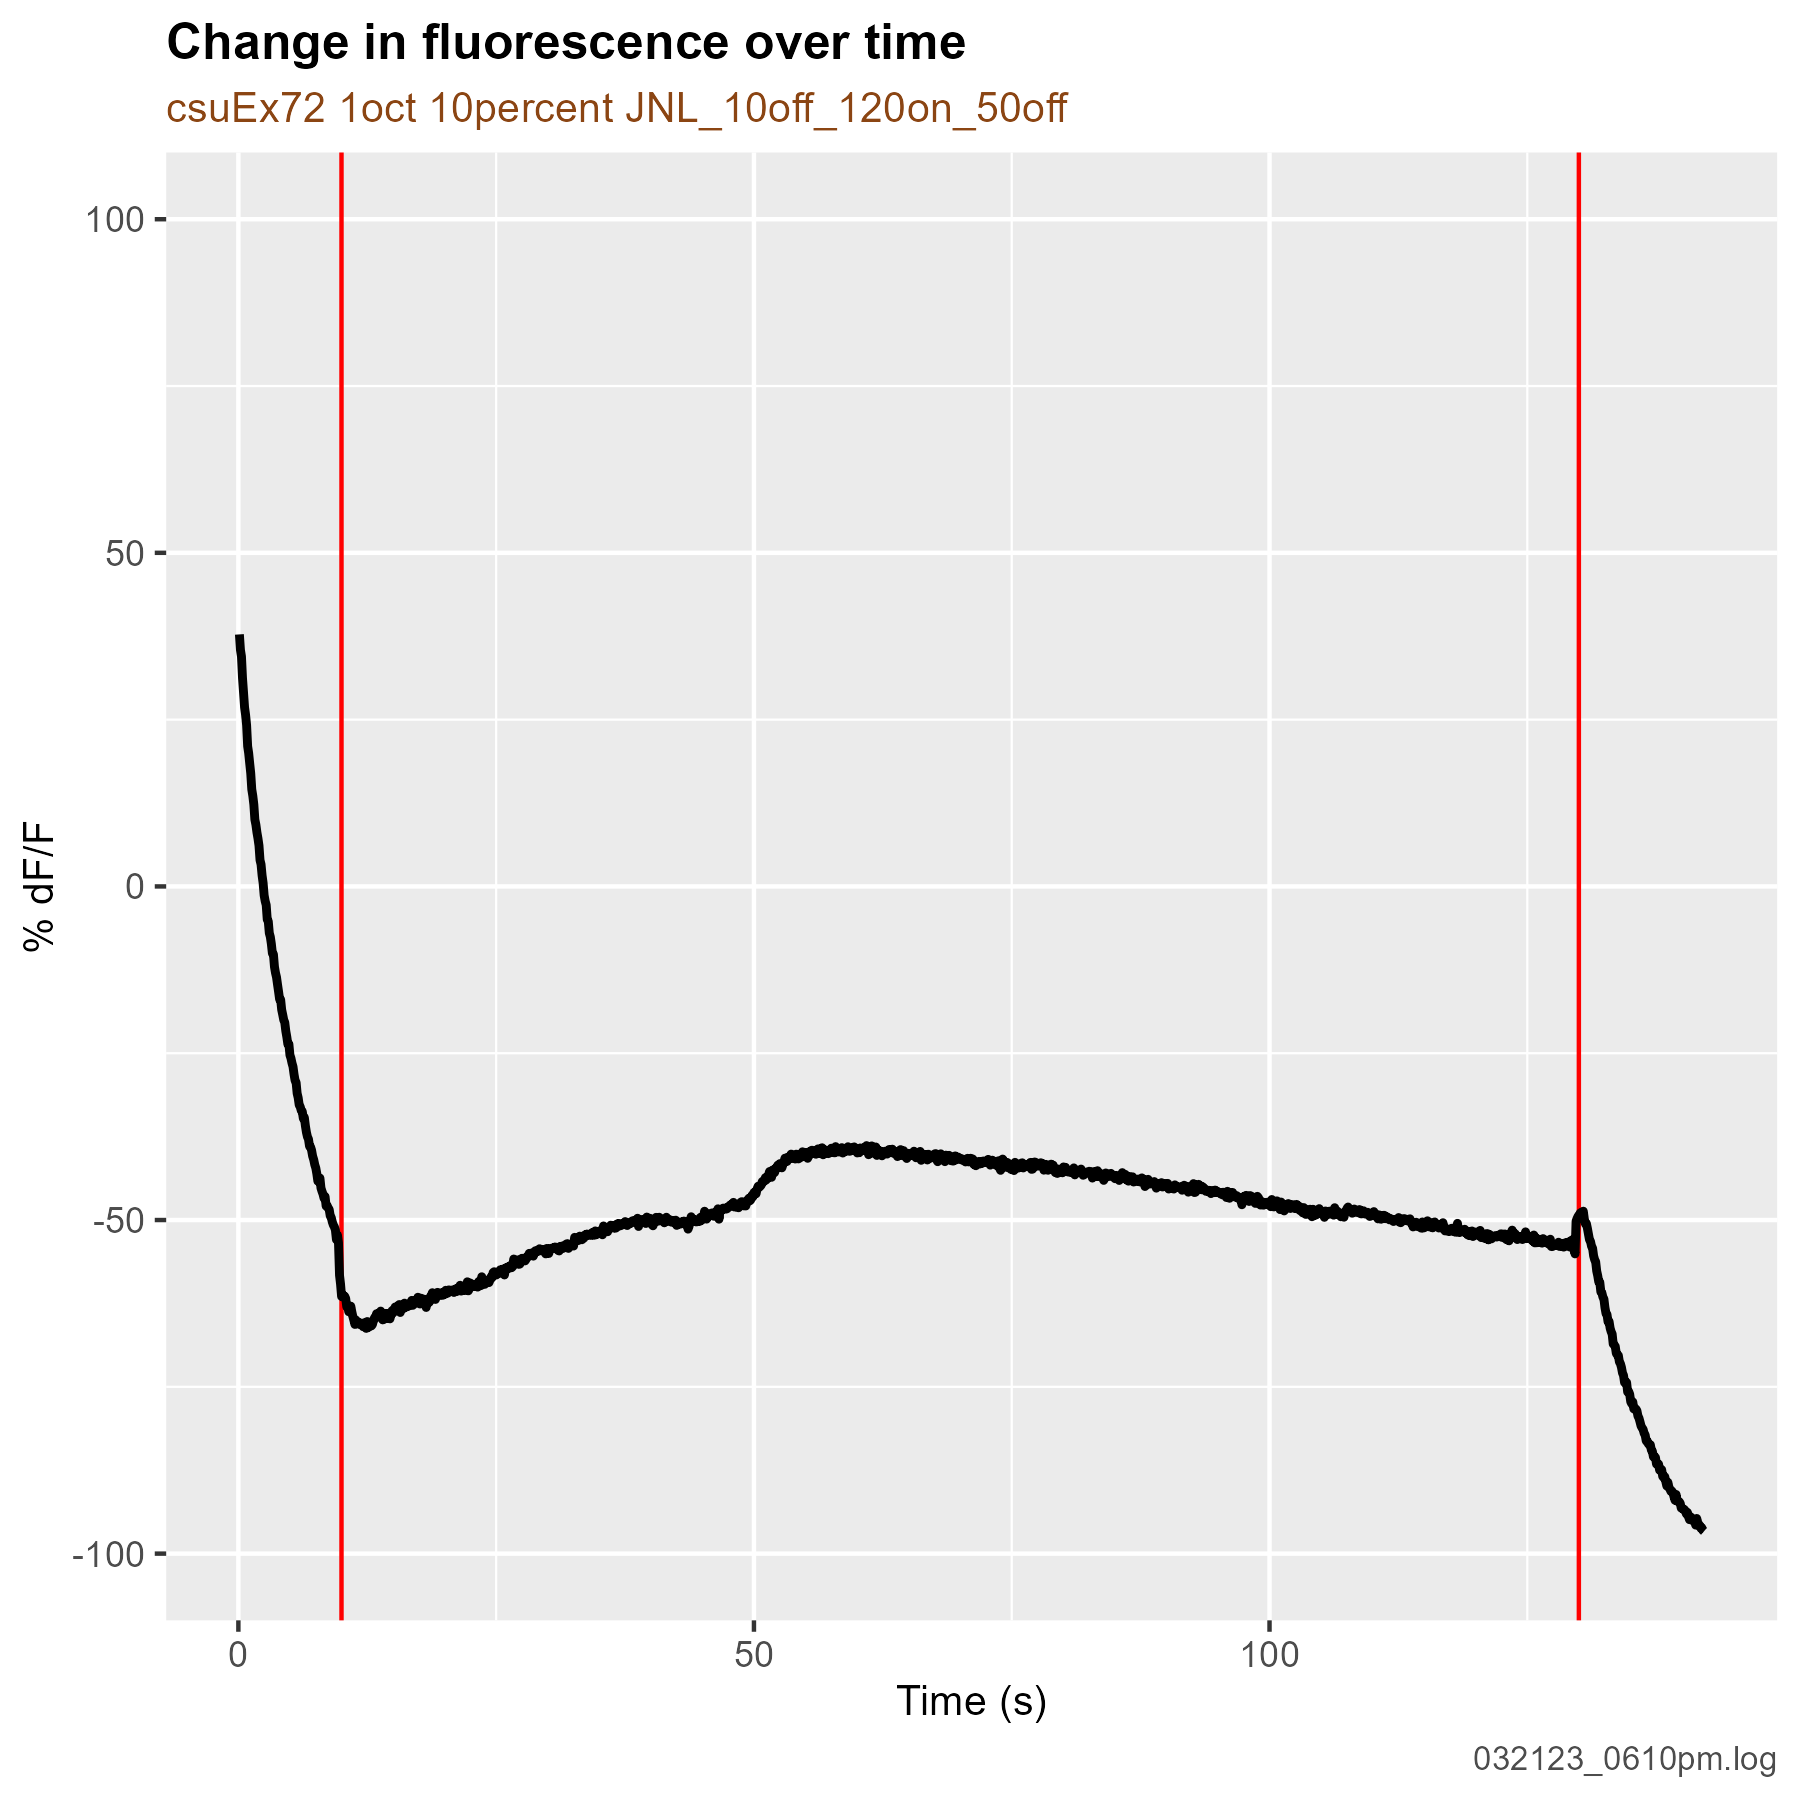 Change in fluorescence over time
csuEx72 1oct 10percent JNL_10off_120on_50off
% dF/F
100
50
0
-50
-100
0 50 100
Time (s)
032123_0610pm.log